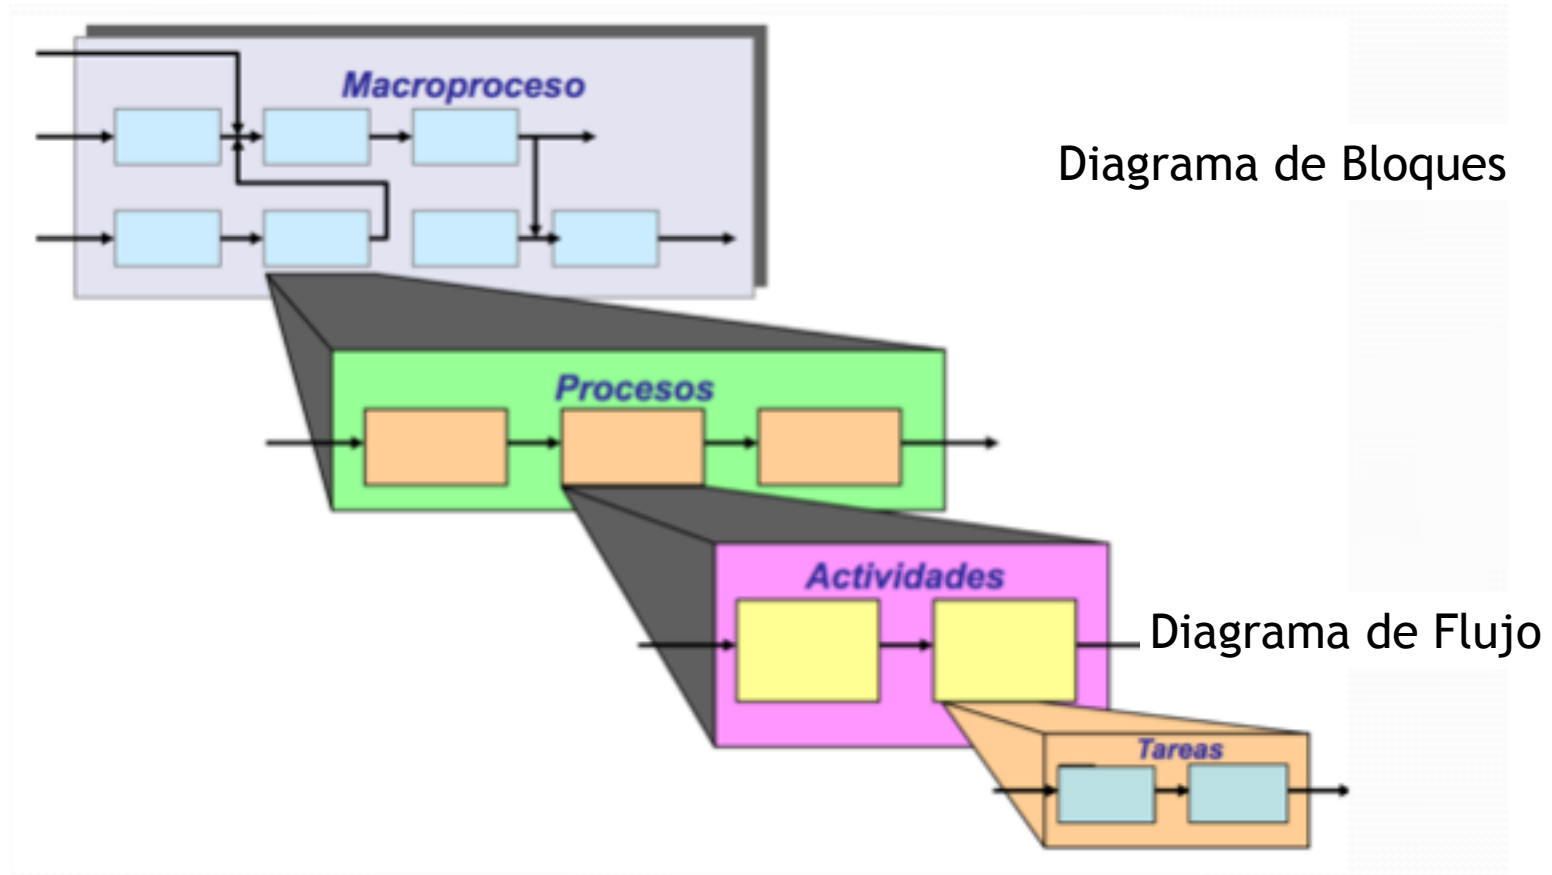 Macroproceso
Diagrama de Bloques
Procesos
Actividades
Diagrama de Flujo
Tareas